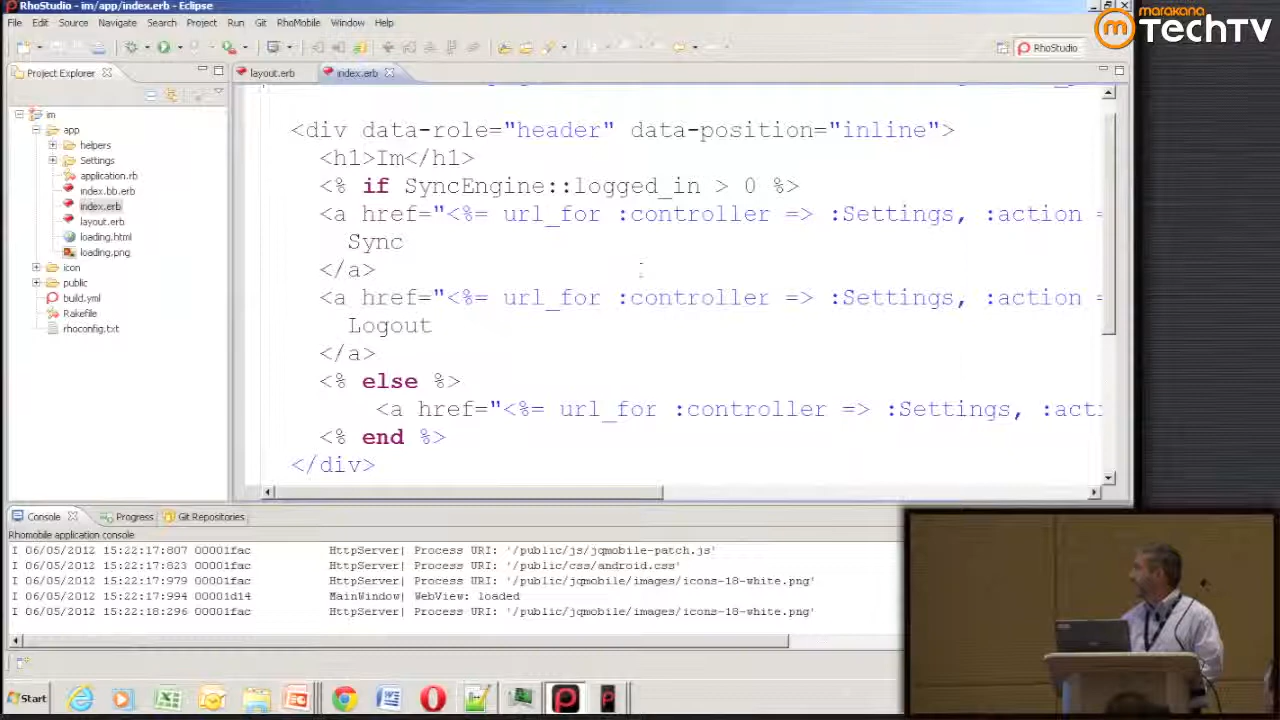 RhoStudio - im/app/index.erb - Eclipse
marakana
TechTV
File Edit Source Navigate Search Project Run Git RhoMobile Window Help
RhoStudio
Project Explorer
layout.erb
index.erb
im
app
helpers
Settings
application.rb
index.bb.erb
index.erb
layout.erb
loading.html
loading.png
icon
public
build.yml
Rakefile
rhoconfig.txt
<div data-role="header" data-position="inline">
<h1>Im</h1>
<% if SyncEngine::logged_in > 0 %>
<a href="<%= url_for :controller => :Settings, :action =
Sync
</a>
<a href="<%= url_for :controller => :Settings, :action =
Logout
</a>
<% else %>
<a href="<%= url_for :controller => :Settings, :acti
<% end %>
</div>
Console Progress Git Repositories
Rhomobile application console
I 06/05/2012 15:22:17:807 00001fac HttpServer| Process URI: '/public/js/jqmobile-patch.js'
I 06/05/2012 15:22:17:823 00001fac HttpServer| Process URI: '/public/css/android.css'
I 06/05/2012 15:22:17:979 00001fac HttpServer| Process URI: '/public/jqmobile/images/icons-18-white.png'
I 06/05/2012 15:22:17:994 00001d14 MainWindow| WebView: loaded
I 06/05/2012 15:22:18:296 00001fac HttpServer| Process URI: '/public/jqmobile/images/icons-18-white.png'
Start